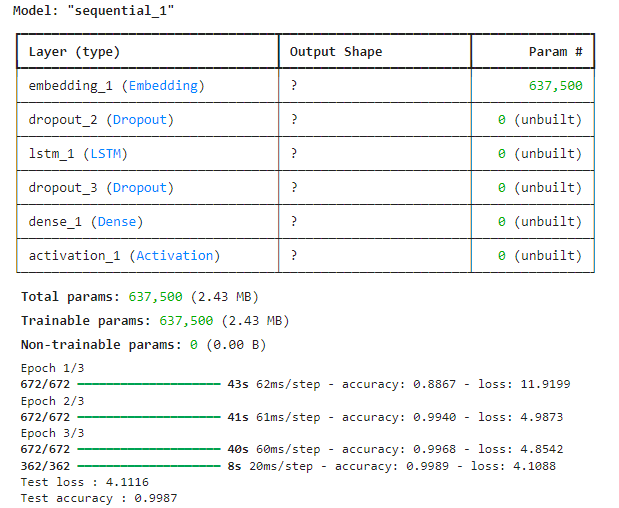 Model: "sequential_1"
Layer (type) Output Shape Param #
embedding_1 (Embedding) ? 637,500
dropout_2 (Dropout) ? 0 (unbuilt)
lstm_1 (LSTM) ? 0 (unbuilt)
dropout_3 (Dropout) ? 0 (unbuilt)
dense_1 (Dense) ? 0 (unbuilt)
activation_1 (Activation) ? 0 (unbuilt)
Total params: 637,500 (2.43 MB)
Trainable params: 637,500 (2.43 MB)
Non-trainable params: 0 (0.00 B)
Epoch 1/3
672/672 ━━━━━━━━━━━━━━━━━━━━ 43s 62ms/step - accuracy: 0.8867 - loss: 11.9199
Epoch 2/3
672/672 ━━━━━━━━━━━━━━━━━━━━ 41s 61ms/step - accuracy: 0.9940 - loss: 4.9873
Epoch 3/3
672/672 ━━━━━━━━━━━━━━━━━━━━ 40s 60ms/step - accuracy: 0.9968 - loss: 4.8542
362/362 ━━━━━━━━━━━━━━━━━━━━ 8s 20ms/step - accuracy: 0.9989 - loss: 4.1088
Test loss : 4.1116
Test accuracy : 0.9987